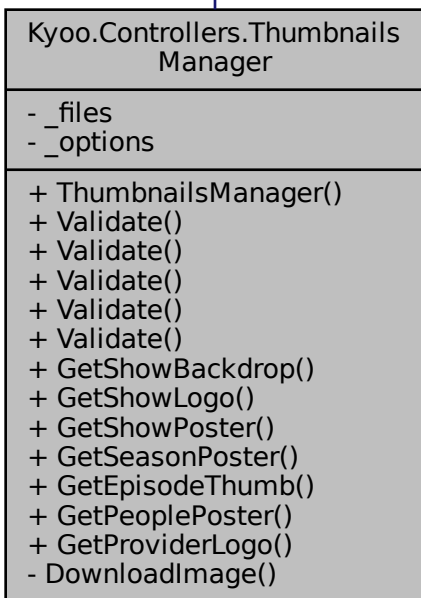 Kyoo.Controllers.Thumbnails
Manager
- _files
- _options
+ ThumbnailsManager()
+ Validate()
+ Validate()
+ Validate()
+ Validate()
+ Validate()
+ GetShowBackdrop()
+ GetShowLogo()
+ GetShowPoster()
+ GetSeasonPoster()
+ GetEpisodeThumb()
+ GetPeoplePoster()
+ GetProviderLogo()
- DownloadImage()